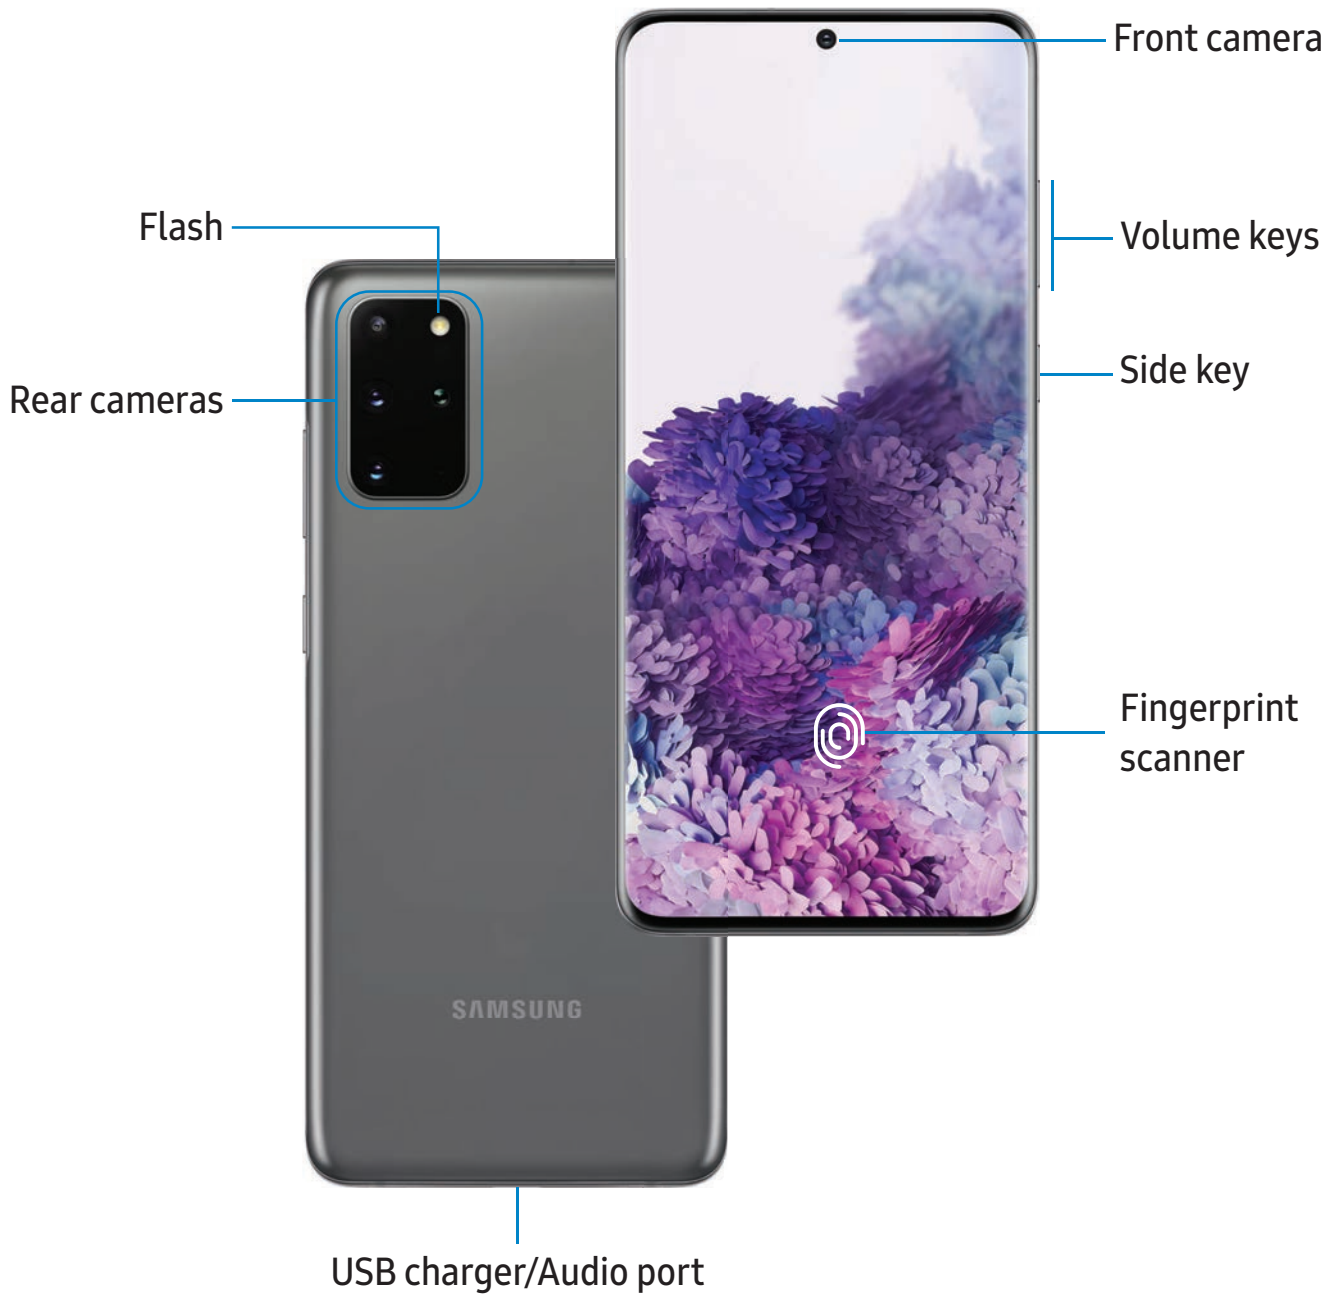 Front camera
Flash
Volume keys
Side key
Rear cameras
Fingerprint
scanner
SAMSUNG
USB charger/Audio port